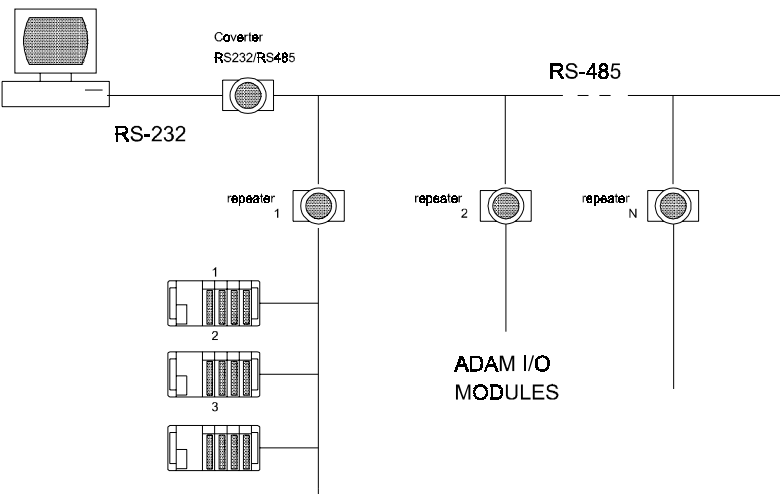 Coverter
RS232/RS485
RS-485
RS-232
repeater
1
repeater
2
repeater
N
1
2
3
ADAM I/O
MODULES